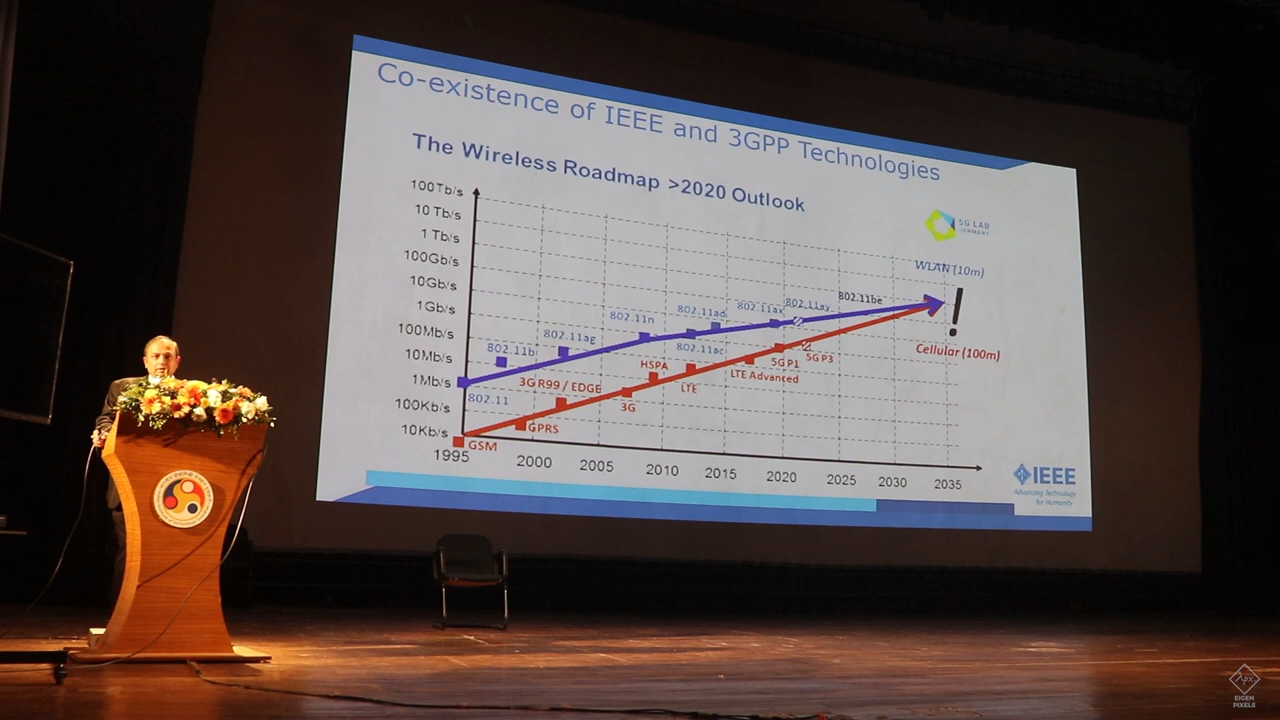 Co-existence of IEEE and 3GPP Technologies
The Wireless Roadmap >2020 Outlook
100Tb/s
10 Tb/s
1 Tb/s
100Gb/s
10Gb/s
1Gb/s
100Mb/s
10Mb/s
1Mb/s
100Kb/s
10Kb/s
5G LAB
GERMANY
WLAN (10m)
802.11be
802.11ay
802.11ax
802.11ad
802.11n
802.11ag
802.11ac
802.11b
802.11
!
Cellular (100m)
5G P3
5G P1
LTE Advanced
HSPA
LTE
3G R99 / EDGE
3G
GPRS
GSM
1995 2000 2005 2010 2015 2020 2025 2030 2035
IEEE
Advancing Technology
for Humanity
Apx
EIGEN
PIXELS